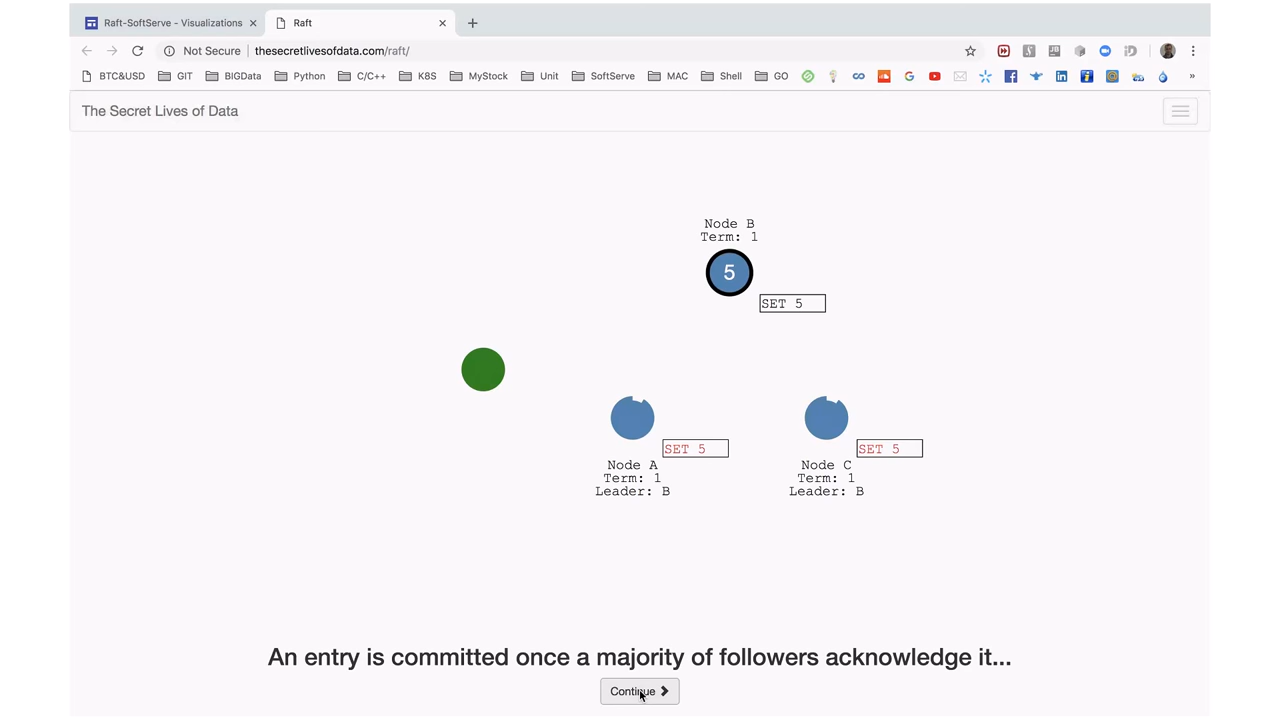 Raft-SoftServe - Visualizations
Raft
Not Secure
thesecretlivesofdata.com/raft/
BTC&USD
GIT
BIGData
Python
C/C++
K8S
MyStock
Unit
SoftServe
MAC
Shell
GO
»
The Secret Lives of Data
Node B
Term: 1
5
SET 5
SET 5
SET 5
Node A
Term: 1
Leader: B
Node C
Term: 1
Leader: B
An entry is committed once a majority of followers acknowledge it...
Continue